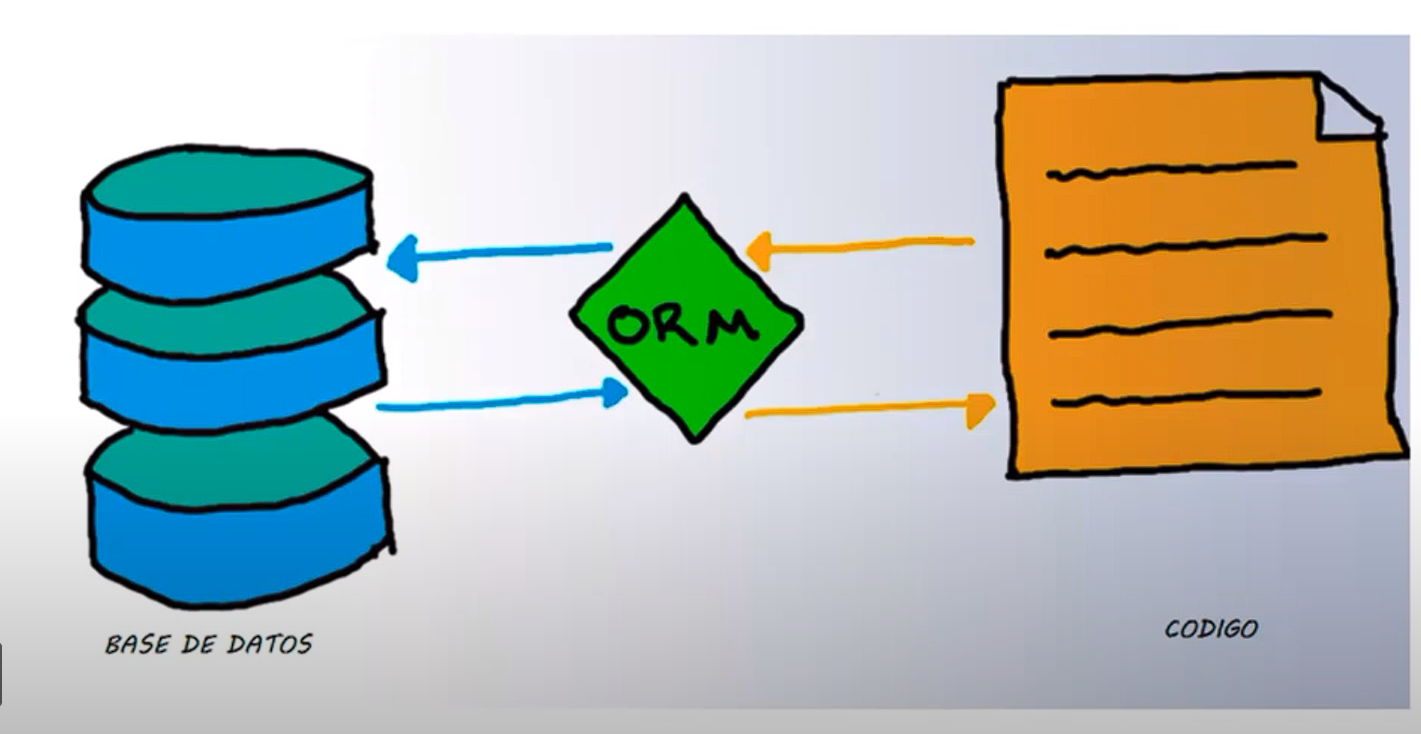 ORM
BASE DE DATOS
CODIGO